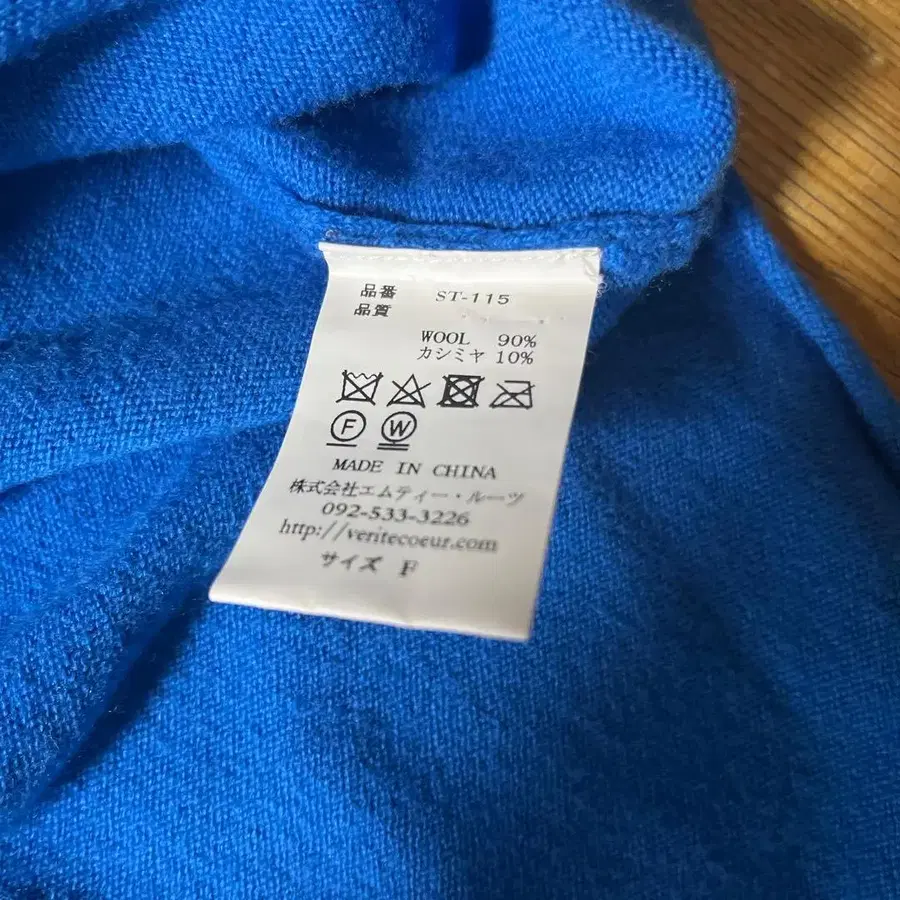 品番 ST-115
品質
WOOL 90%
カシミヤ 10%
F W
MADE IN CHINA
株式会社エムティー・ルーツ
092-533-3226
http://veritecoeur.com
サイズ F